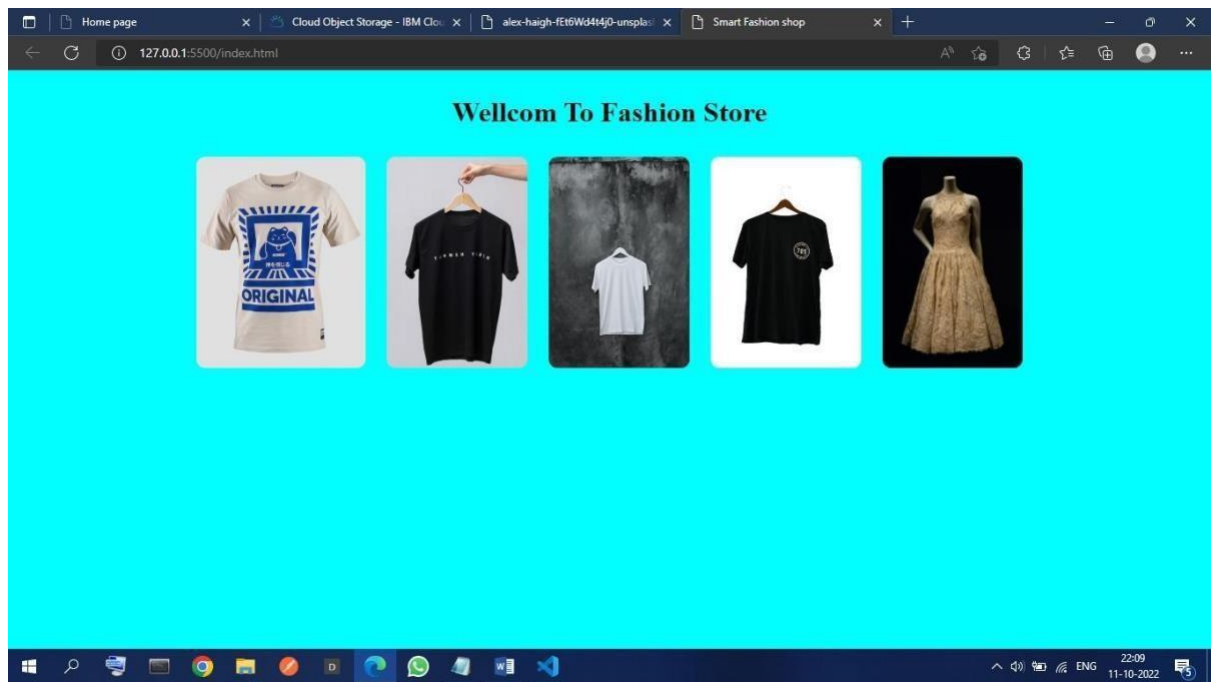 Home page
Cloud Object Storage - IBM Clou
alex-haigh-fEt6Wd4t4j0-unsplas
Smart Fashion shop
127.0.0.1:5500/index.html
Wellcom To Fashion Store
ORIGINAL
ENG
22:09
11-10-2022
5